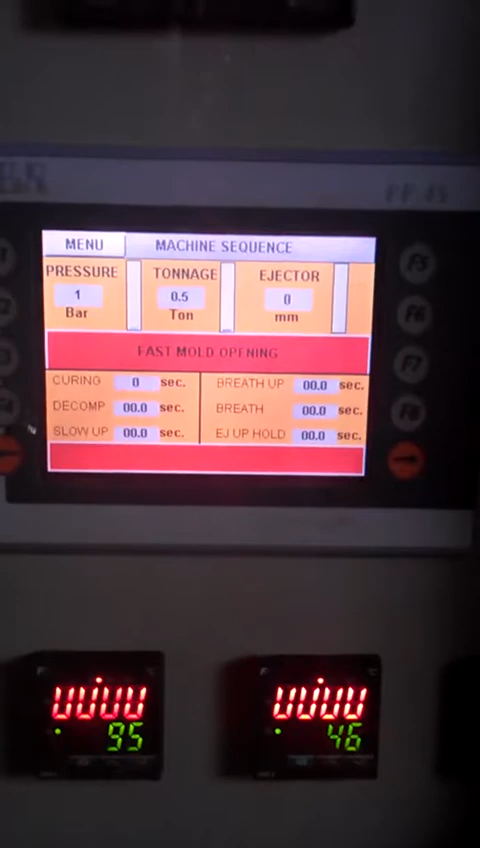 MENU MACHINE SEQUENCE
PRESSURE TONNAGE EJECTOR
1 0.5 0
Bar Ton mm
FAST MOLD OPENING
CURING 0 sec. BREATH UP 00.0 sec.
DECOMP 00.0 sec. BREATH 00.0 sec.
SLOW UP 00.0 sec. EJ UP HOLD 00.0 sec.
F5
F6
F7
F8
uuuu uuuu
95 46